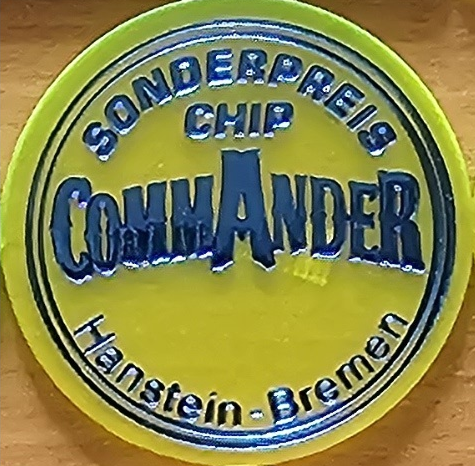 SONDERPREIS
CHIP
COMMANDER
Hanstein - Bremen